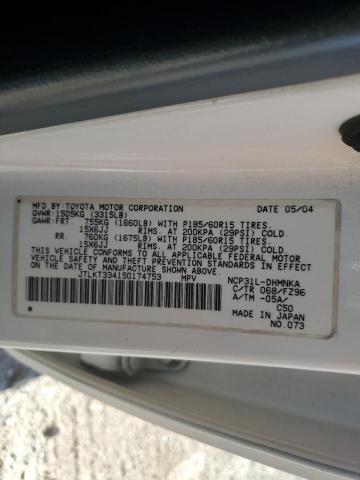 MFD.BY:TOYOTA MOTOR CORPORATION DATE 05/04
GVWR:1505KG (3315LB)
GAWR:FRT. 755KG (1660LB) WITH P185/60R15 TIRES.
15X6JJ RIMS. AT 200KPA (29PSI) COLD.
RR. 760KG (1675LB) WITH P185/60R15 TIRES.
15X6JJ RIMS. AT 200KPA (29PSI) COLD.
THIS VEHICLE CONFORMS TO ALL APPLICABLE FEDERAL MOTOR
VEHICLE SAFETY, BUMPER, AND THEFT PREVENTION STANDARDS IN
EFFECT ON THE DATE OF MANUFACTURE SHOWN ABOVE.
JTLKT334150174753 MPV
NCP31L-DHMNKA
C/TR 068/FZ96
A/TM -05A/
C50
MADE IN JAPAN
NO.073